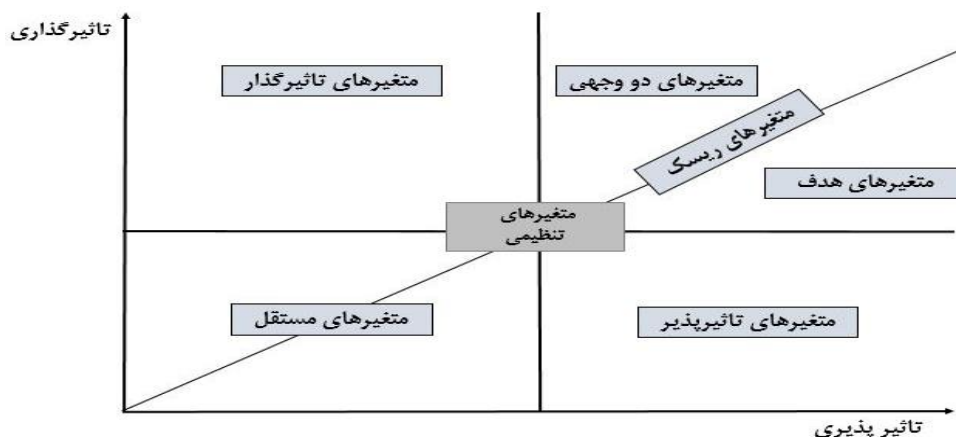 تاثیرگذاری
متغیرهای تاثیرگذار
متغیرهای دو وجهی
متغیرهای ریسک
متغیرهای هدف
متغیرهای
تنظیمی
متغیرهای مستقل
متغیرهای تاثیرپذیر
تاثیر پذیری